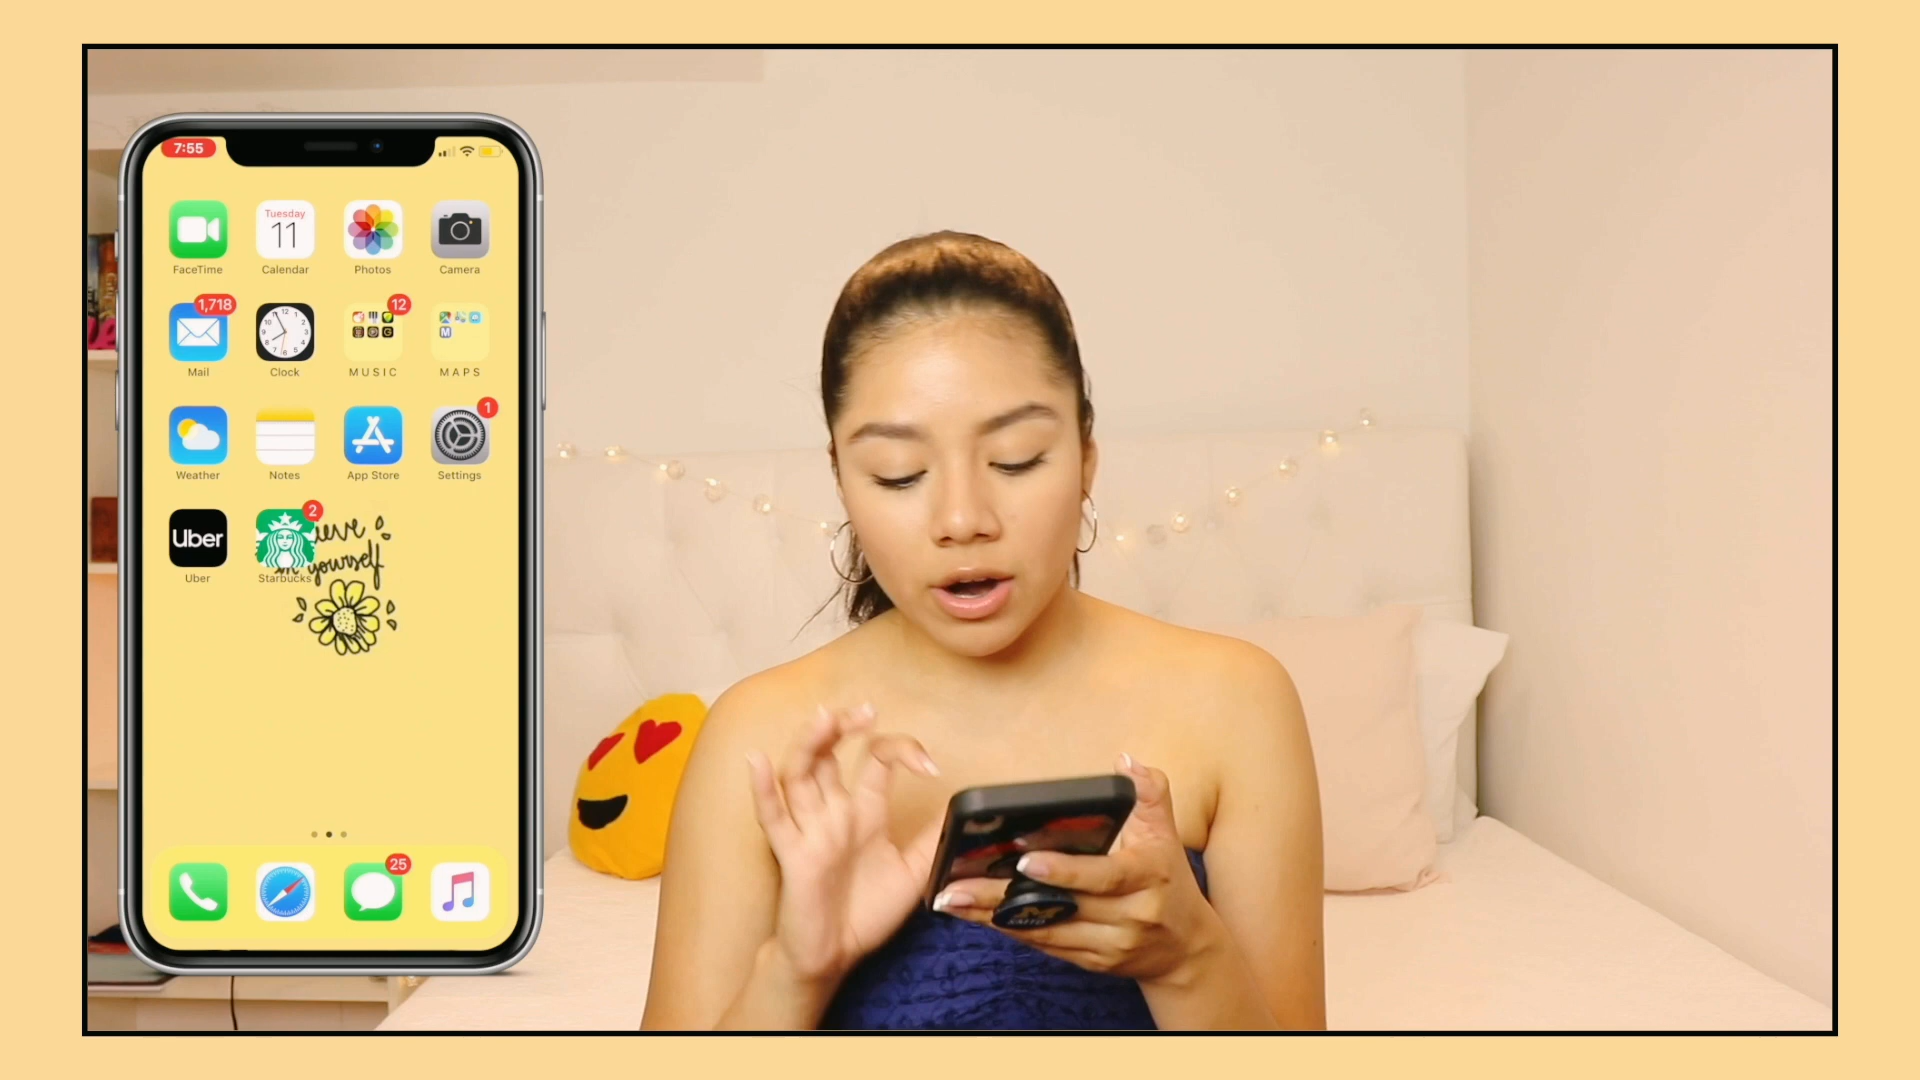 7:55
Tuesday
11
FaceTime
Calendar
Photos
Camera
1,718
12
Mail
Clock
MUSIC
MAPS
1
Weather
Notes
App Store
Settings
Uber
2
yourself
Uber
Starbucks
25